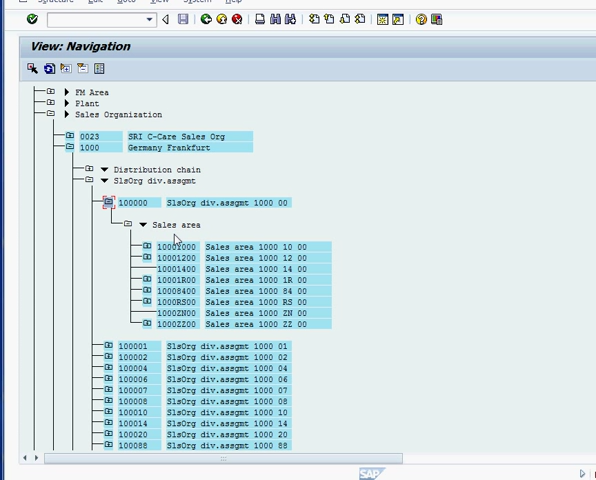 Structure Edit Goto View System Help
View: Navigation
FM Area
Plant
Sales Organization
0023 SRI C-Care Sales Org
1000 Germany Frankfurt
Distribution chain
SlsOrg div.assgmt
100000 SlsOrg div.assgmt 1000 00
Sales area
10001000 Sales area 1000 10 00
10001200 Sales area 1000 12 00
10001400 Sales area 1000 14 00
10001R00 Sales area 1000 1R 00
10008400 Sales area 1000 84 00
1000RS00 Sales area 1000 RS 00
1000ZN00 Sales area 1000 ZN 00
1000ZZ00 Sales area 1000 ZZ 00
100001 SlsOrg div.assgmt 1000 01
100002 SlsOrg div.assgmt 1000 02
100004 SlsOrg div.assgmt 1000 04
100006 SlsOrg div.assgmt 1000 06
100007 SlsOrg div.assgmt 1000 07
100008 SlsOrg div.assgmt 1000 08
100010 SlsOrg div.assgmt 1000 10
100014 SlsOrg div.assgmt 1000 14
100020 SlsOrg div.assgmt 1000 20
100088 SlsOrg div.assgmt 1000 88
SAP